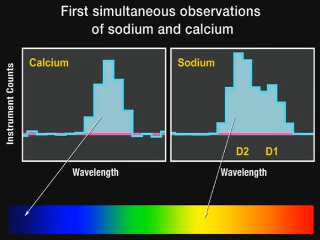 First simultaneous observations
of sodium and calcium
Instrument Counts
Calcium
Sodium
D2 D1
Wavelength
Wavelength